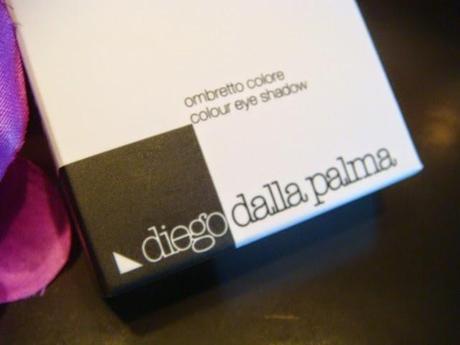 ombretto colore
colour eye shadow
diego dalla palma